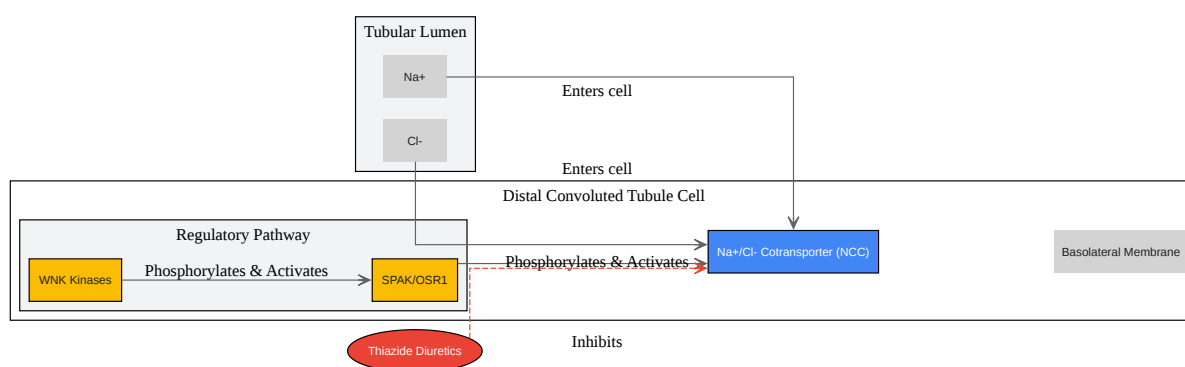 Tubular Lumen
Na+
Enters cell
Cl-
Enters cell
Distal Convoluted Tubule Cell
Regulatory Pathway
WNK Kinases
Phosphorylates & Activates
SPAK/OSR1
Phosphorylates & Activates
Na+/Cl- Cotransporter (NCC)
Basolateral Membrane
Inhibits
Thiazide Diuretics